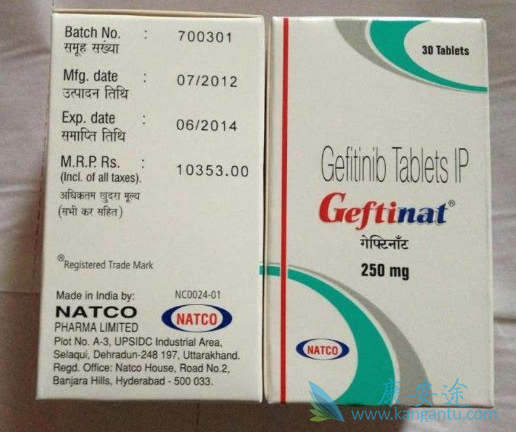 Batch No. : 700301
समूह संख्या
Mfg. date : 07/2012
उत्पादन तिथि
Exp. date : 06/2014
समाप्ति तिथि
M.R.P. Rs. : 10353.00
(Incl. of all taxes).
अधिकतम खुदरा मूल्य
(सभी कर सहित)
®Registered Trade Mark
Made in India by: NC0024-01
NATCO
PHARMA LIMITED
NATCO
Plot No. A-3, UPSIDC Industrial Area,
Selaqui, Dehradun-248 197, Uttarakhand.
Regd. Office: Natco House, Road No.2,
Banjara Hills, Hyderabad - 500 033.
30 Tablets
Gefitinib Tablets IP
Geftinat®
गेफ्टिनॉट
250 mg
NATCO
康安途
www.kangantu.com